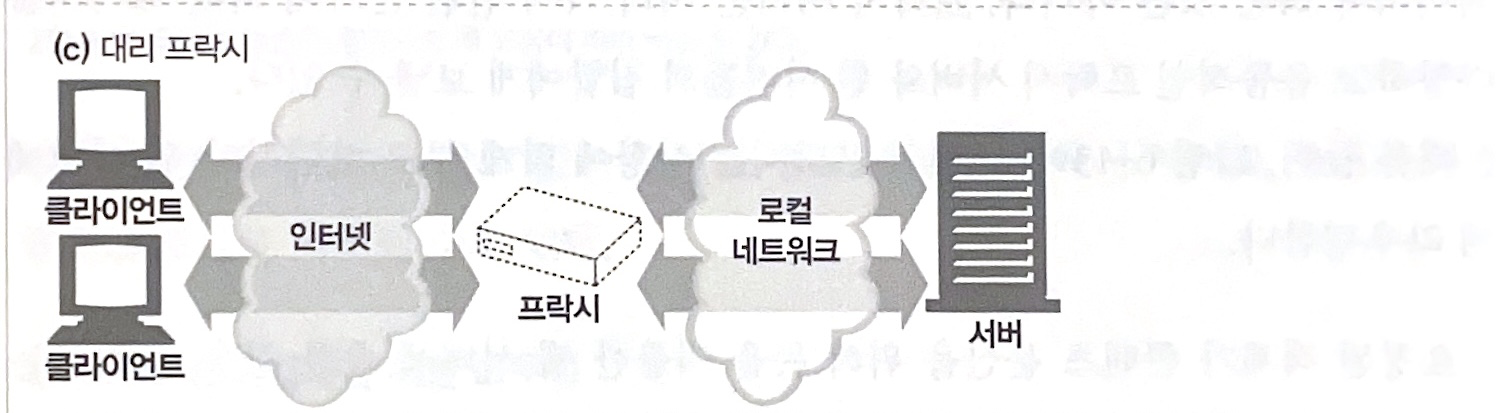 (c) 대리 프락시
클라이언트
인터넷
로컬
네트워크
프락시
서버
클라이언트